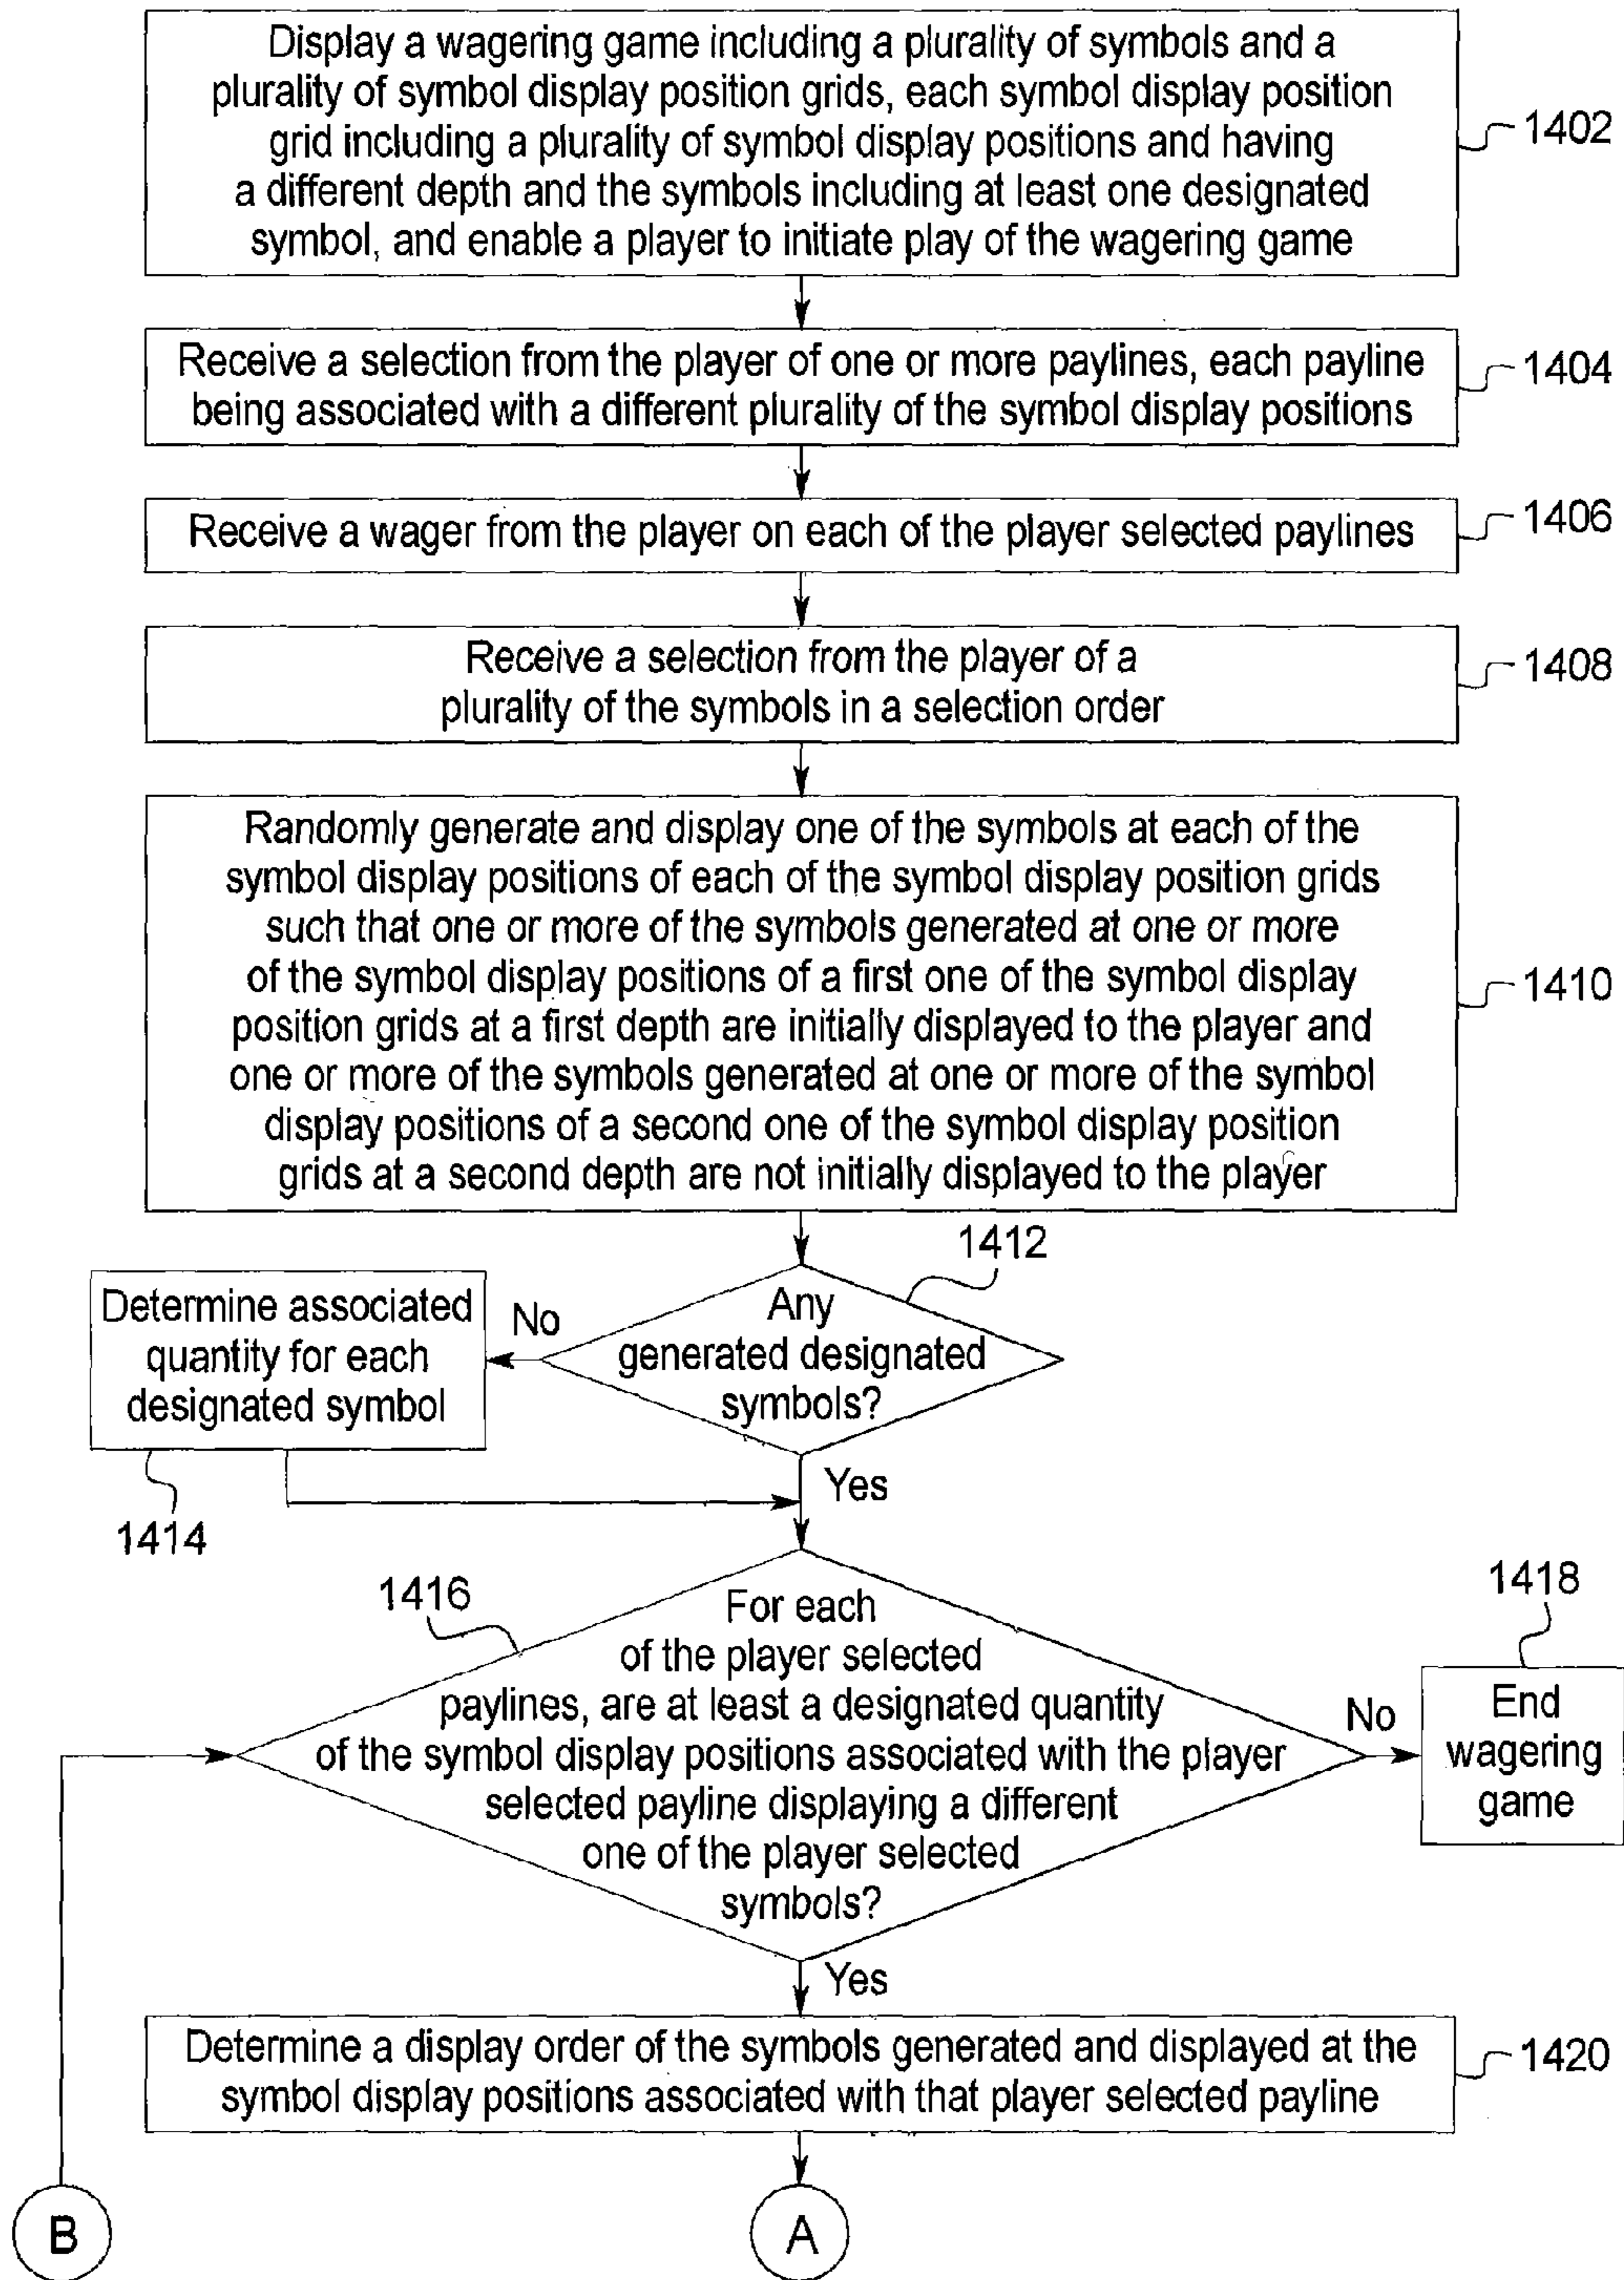 Display a wagering game including a plurality of symbols and a
plurality of symbol display position grids, each symbol display position
grid including a plurality of symbol display positions and having
a different depth and the symbols including at least one designated
symbol, and enable a player to initiate play of the wagering game
1402
Receive a selection from the player of one or more paylines, each payline
being associated with a different plurality of the symbol display positions
1404
Receive a wager from the player on each of the player selected paylines
1406
Receive a selection from the player of a
plurality of the symbols in a selection order
1408
Randomly generate and display one of the symbols at each of the
symbol display positions of each of the symbol display position grids
such that one or more of the symbols generated at one or more
of the symbol display positions of a first one of the symbol display
position grids at a first depth are initially displayed to the player and
one or more of the symbols generated at one or more of the symbol
display positions of a second one of the symbol display position
grids at a second depth are not initially displayed to the player
1410
1412
Any
generated designated
symbols?
No
Determine associated
quantity for each
designated symbol
1414
Yes
1416
For each
of the player selected
paylines, are at least a designated quantity
of the symbol display positions associated with the player
selected payline displaying a different
one of the player selected
symbols?
No
1418
End
wagering
game
Yes
Determine a display order of the symbols generated and displayed at the
symbol display positions associated with that player selected payline
1420
B
A